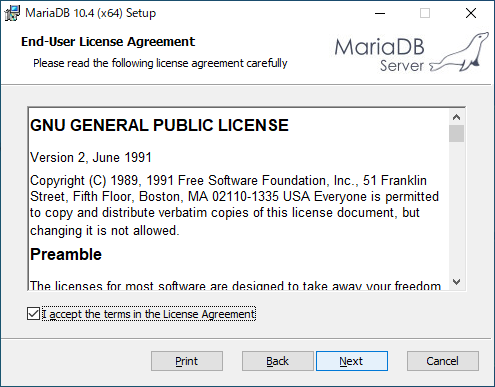 MariaDB 10.4 (x64) Setup
End-User License Agreement
Please read the following license agreement carefully
MariaDB
Server
GNU GENERAL PUBLIC LICENSE
Version 2, June 1991
Copyright (C) 1989, 1991 Free Software Foundation, Inc., 51 Franklin
Street, Fifth Floor, Boston, MA 02110-1335 USA Everyone is permitted
to copy and distribute verbatim copies of this license document, but
changing it is not allowed.
Preamble
The licenses for most software are designed to take away your freedom
I accept the terms in the License Agreement
Print
Back
Next
Cancel